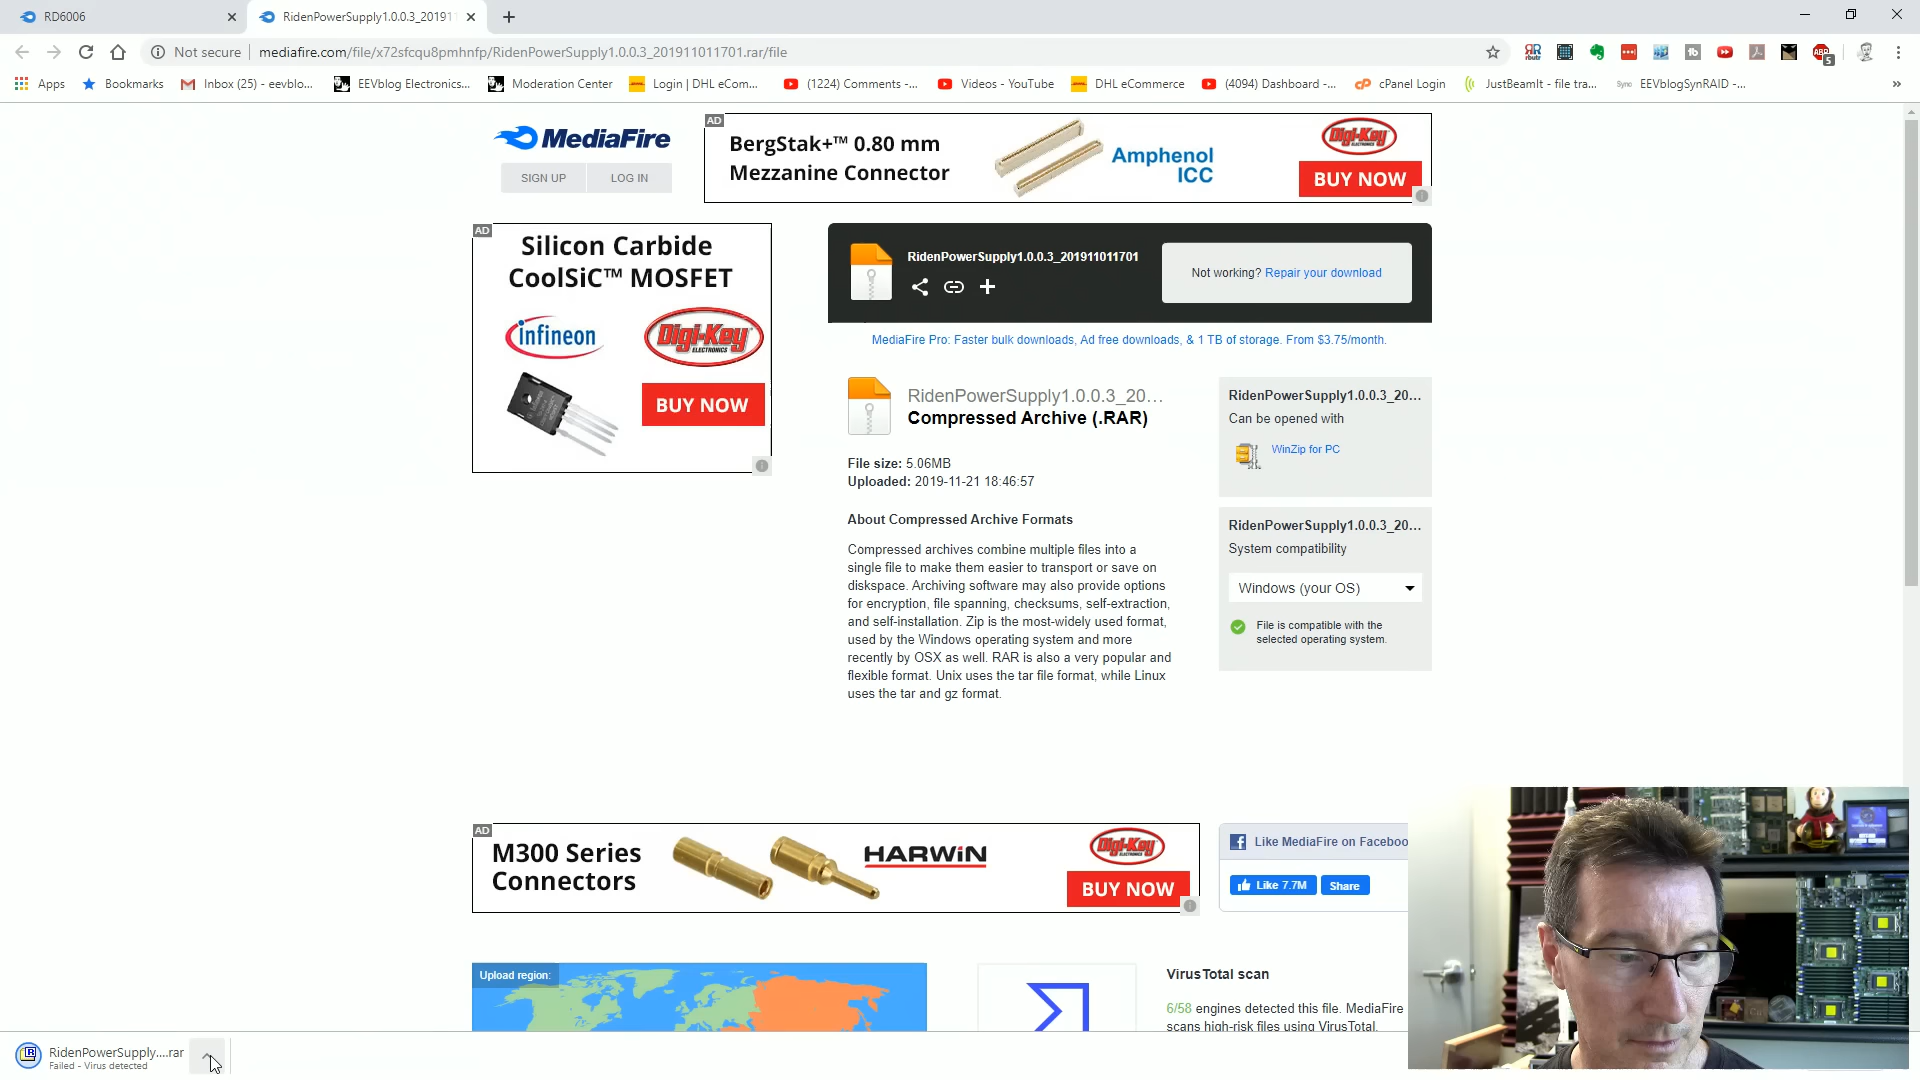 RD6006
RidenPowerSupply1.0.0.3_20191
Not secure
mediafire.com/file/x72sfcqu8pmhnfp/RidenPowerSupply1.0.0.3_201911011701.rar/file
5
Apps
Bookmarks
Inbox (25) - eevblo...
EEVblog Electronics...
Moderation Center
Login | DHL eCom...
(1224) Comments -...
Videos - YouTube
DHL eCommerce
(4094) Dashboard -...
cPanel Login
JustBeamIt - file tra...
EEVblogSynRAID -...
MediaFire
SIGN UP
LOG IN
AD
BergStak+™ 0.80 mm
Mezzanine Connector
Amphenol
ICC
Digi-Key
ELECTRONICS
BUY NOW
AD
Silicon Carbide
CoolSiC™ MOSFET
infineon
Digi-Key
ELECTRONICS
BUY NOW
RidenPowerSupply1.0.0.3_201911011701
Not working? Repair your download
MediaFire Pro: Faster bulk downloads, Ad free downloads, & 1 TB of storage. From $3.75/month.
RidenPowerSupply1.0.0.3_20...
Compressed Archive (.RAR)
File size: 5.06MB
Uploaded: 2019-11-21 18:46:57
About Compressed Archive Formats
Compressed archives combine multiple files into a
single file to make them easier to transport or save on
diskspace. Archiving software may also provide options
for encryption, file spanning, checksums, self-extraction,
and self-installation. Zip is the most-widely used format,
used by the Windows operating system and more
recently by OSX as well. RAR is also a very popular and
flexible format. Unix uses the tar file format, while Linux
uses the tar and gz format.
RidenPowerSupply1.0.0.3_20...
Can be opened with
WinZip for PC
RidenPowerSupply1.0.0.3_20...
System compatibility
Windows (your OS)
File is compatible with the
selected operating system.
AD
M300 Series
Connectors
HARWIN
Digi-Key
ELECTRONICS
BUY NOW
Like MediaFire on Faceboo
Like 7.7M
Share
Upload region:
VirusTotal scan
6/58 engines detected this file. MediaFire
scans high-risk files using VirusTotal.
RidenPowerSupply....rar
Failed - Virus detected